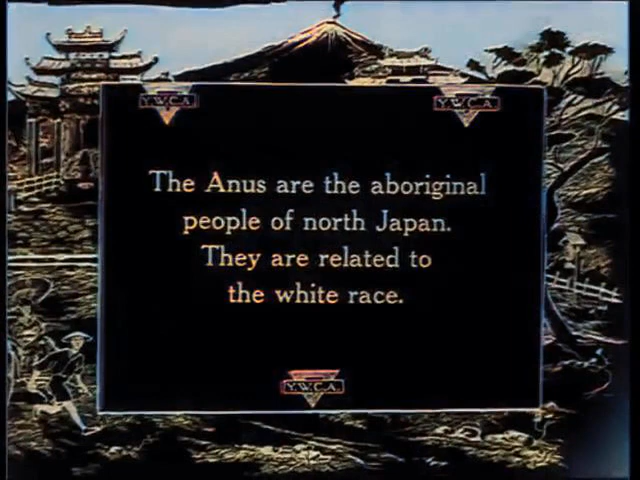 Y.W.C.A. Y.W.C.A.
The Anus are the aboriginal
people of north Japan.
They are related to
the white race.
Y.W.C.A.